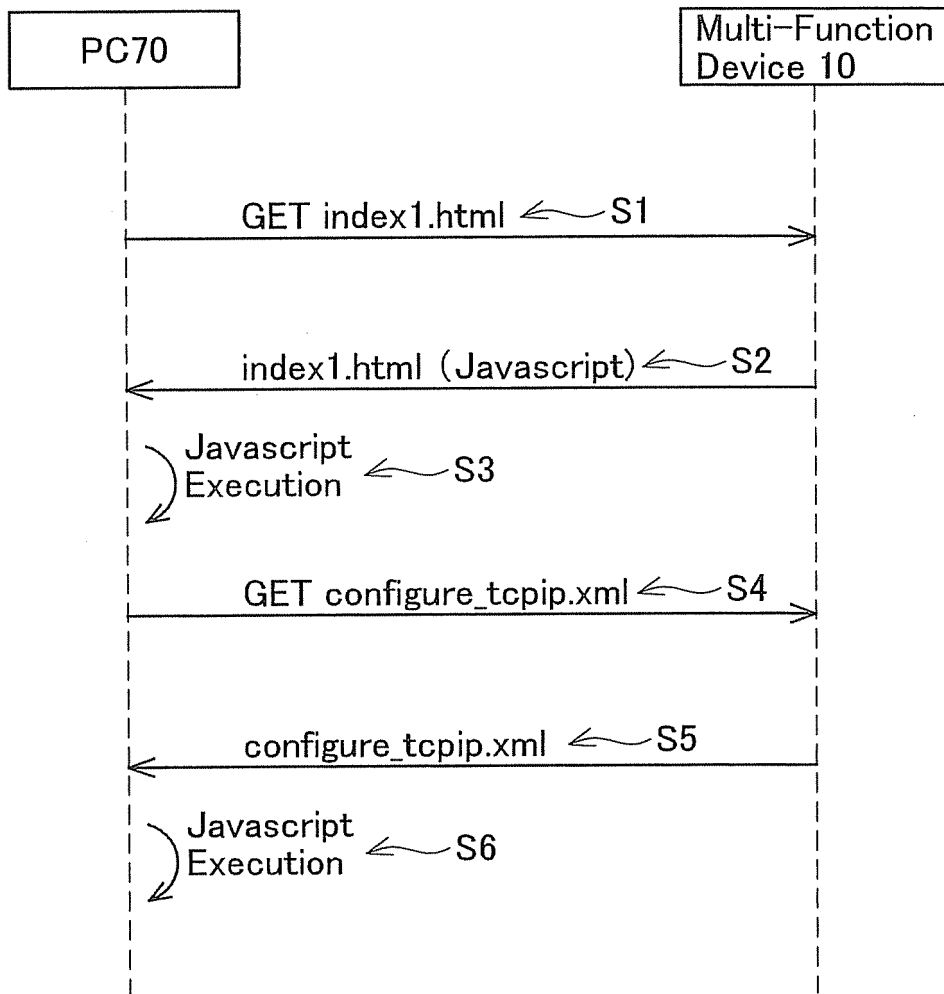 PC70
Multi-Function
Device 10
GET index1.html
S1
index1.html (Javascript)
S2
Javascript
Execution
S3
GET configure_tcpip.xml
S4
configure_tcpip.xml
S5
Javascript
Execution
S6